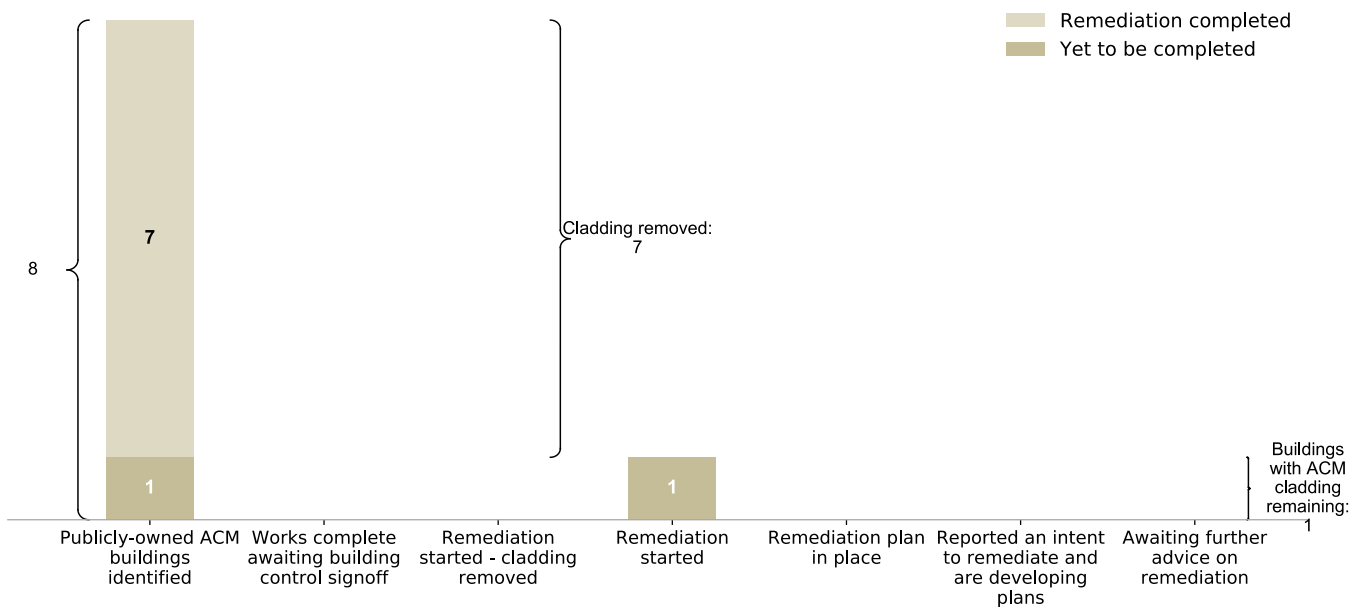 Remediation completed
Yet to be completed
7
Cladding removed:
7
8
1
1
Buildings
with ACM
cladding
remaining:
1
Publicly-owned ACM
buildings
identified
Works complete
awaiting building
control signoff
Remediation
started - cladding
removed
Remediation
started
Remediation plan
in place
Reported an intent
to remediate and
are developing
plans
Awaiting further
advice on
remediation